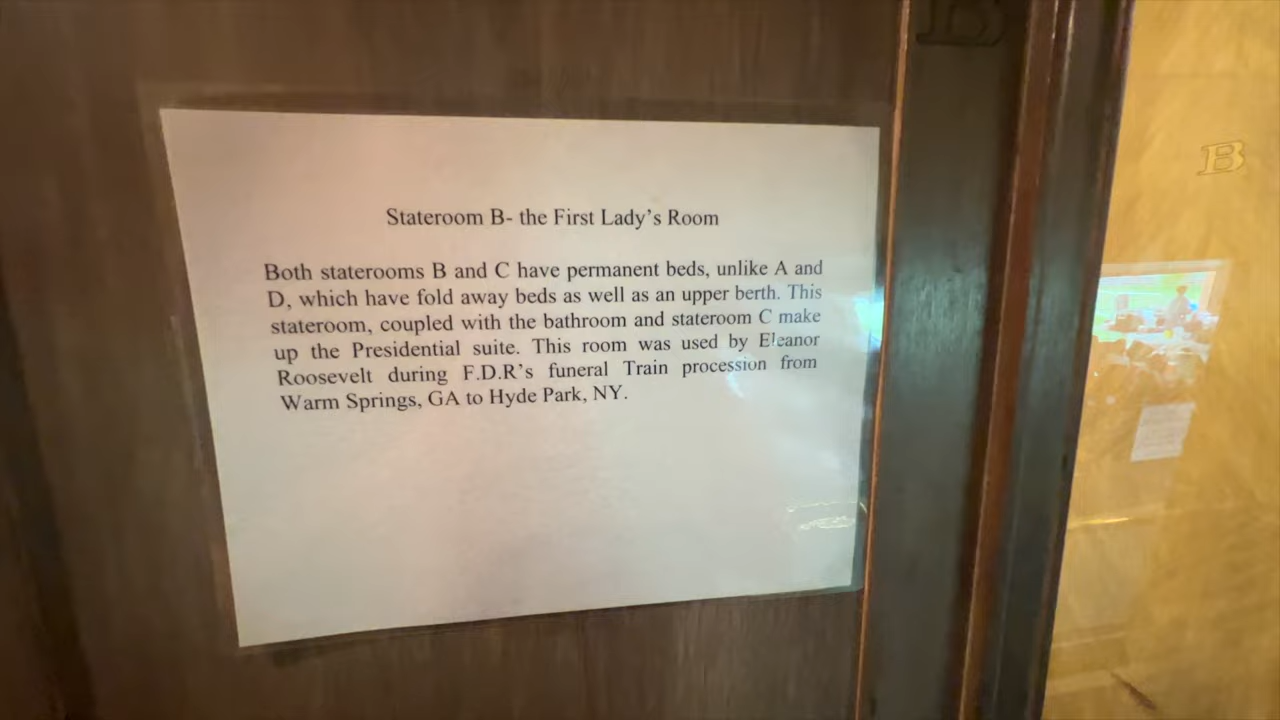 Stateroom B- the First Lady's Room
Both staterooms B and C have permanent beds, unlike A and
D, which have fold away beds as well as an upper berth. This
stateroom, coupled with the bathroom and stateroom C make
up the Presidential suite. This room was used by Eleanor
Roosevelt during F.D.R's funeral Train procession from
Warm Springs, GA to Hyde Park, NY.
B
B